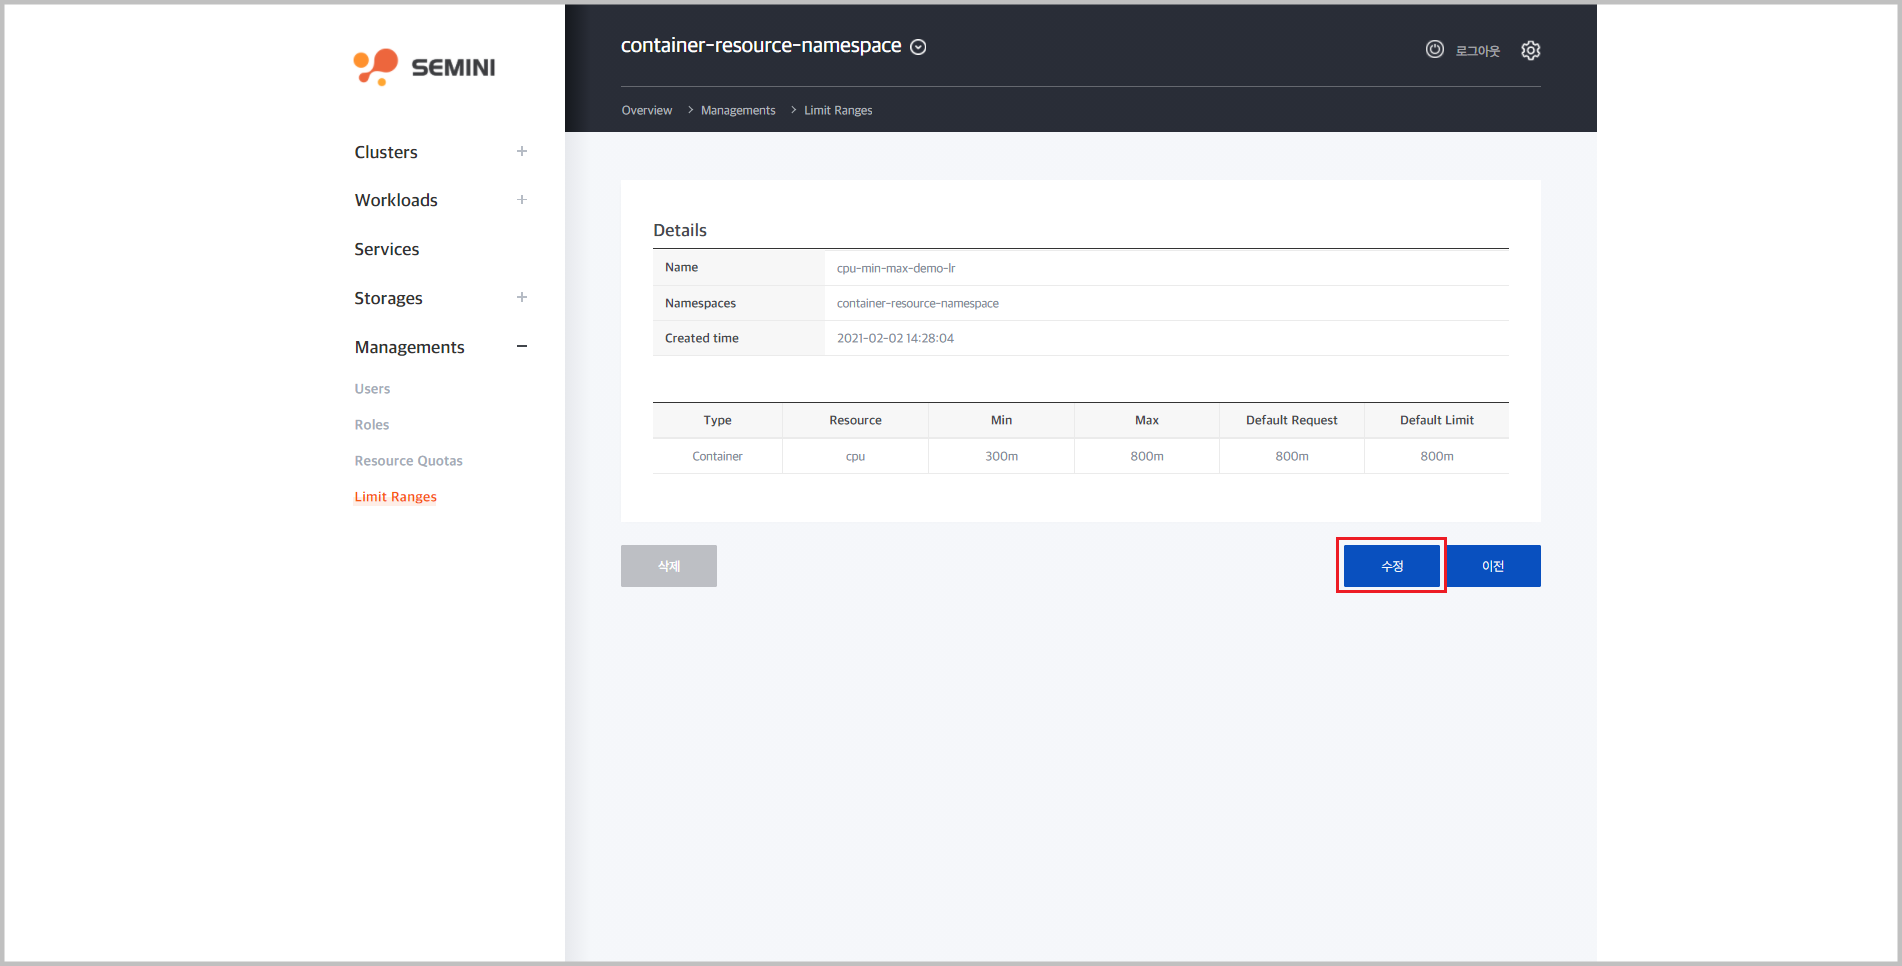 SEMINI
container-resource-namespace
로그아웃
Overview > Managements > Limit Ranges
Clusters
Workloads
Services
Storages
Managements
Users
Roles
Resource Quotas
Limit Ranges
Details
Name cpu-min-max-demo-lr
Namespaces container-resource-namespace
Created time 2021-02-02 14:28:04
Type Resource Min Max Default Request Default Limit
Container cpu 300m 800m 800m 800m
삭제 수정 이전